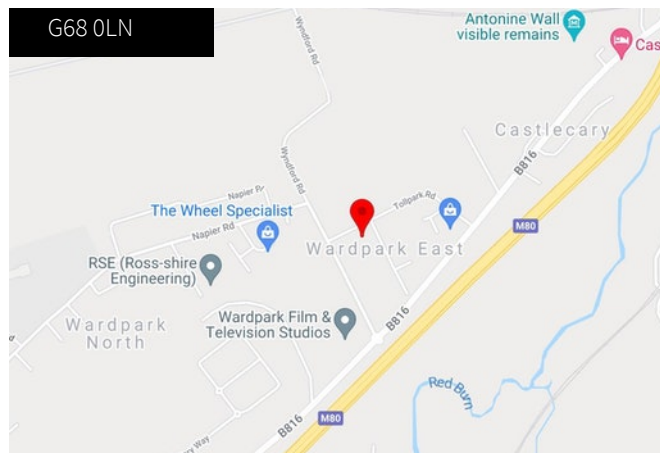 G68 0LN
Antonine Wall
visible remains
Cas
Wyndford Rd
Castlecary
B816
Wyndford Rd
Tollpark Rd
The Wheel Specialist
Napier Rd
M80
Wardpark East
RSE (Ross-shire
Engineering)
Wardpark Film &
Television Studios
B816
Wardpark
North
Red Burn
M80
B816